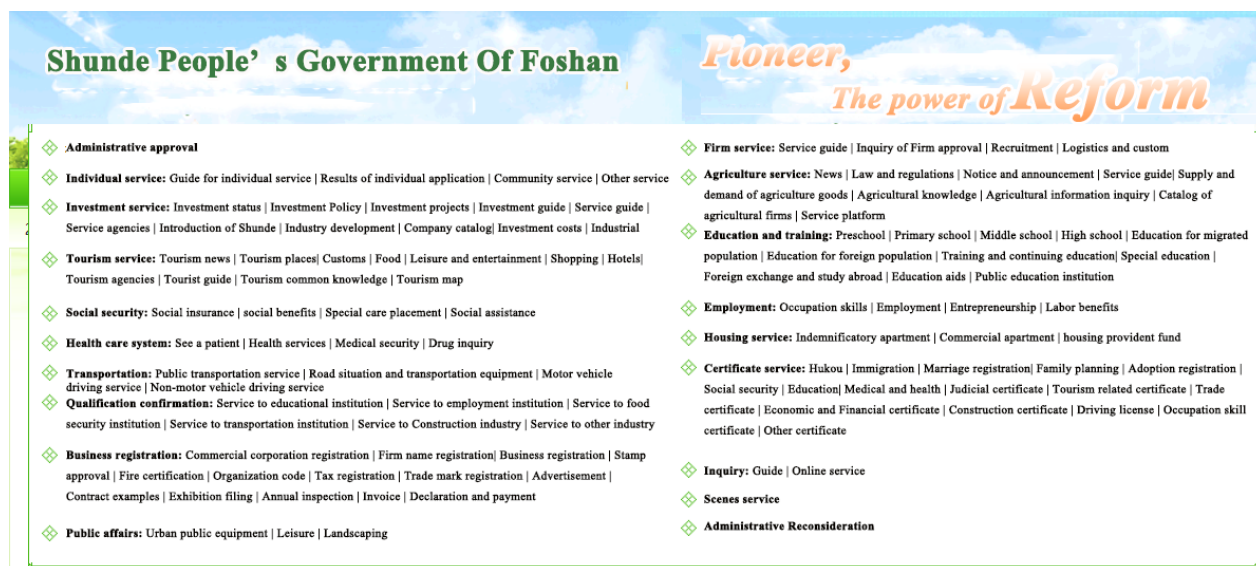 Shunde People’ s Government Of Foshan
Pioneer,
The power of Reform
Administrative approval
Individual service: Guide for individual service | Results of individual application | Community service | Other service
Investment service: Investment status | Investment Policy | Investment projects | Investment guide | Service guide |
Service agencies | Introduction of Shunde | Industry development | Company catalog| Investment costs | Industrial
Tourism service: Tourism news | Tourism places| Customs | Food | Leisure and entertainment | Shopping | Hotels|
Tourism agencies | Tourist guide | Tourism common knowledge | Tourism map
Social security: Social insurance | social benefits | Special care placement | Social assistance
Health care system: See a patient | Health services | Medical security | Drug inquiry
Transportation: Public transportation service | Road situation and transportation equipment | Motor vehicle
driving service | Non-motor vehicle driving service
Qualification confirmation: Service to educational institution | Service to employment institution | Service to food
security institution | Service to transportation institution | Service to Construction industry | Service to other industry
Business registration: Commercial corporation registration | Firm name registration| Business registration | Stamp
approval | Fire certification | Organization code | Tax registration | Trade mark registration | Advertisement |
Contract examples | Exhibition filing | Annual inspection | Invoice | Declaration and payment
Public affairs: Urban public equipment | Leisure | Landscaping
Firm service: Service guide | Inquiry of Firm approval | Recruitment | Logistics and custom
Agriculture service: News | Law and regulations | Notice and announcement | Service guide| Supply and
demand of agriculture goods | Agricultural knowledge | Agricultural information inquiry | Catalog of
agricultural firms | Service platform
Education and training: Preschool | Primary school | Middle school | High school | Education for migrated
population | Education for foreign population | Training and continuing education| Special education |
Foreign exchange and study abroad | Education aids | Public education institution
Employment: Occupation skills | Employment | Entrepreneurship | Labor benefits
Housing service: Indemnificatory apartment | Commercial apartment | housing provident fund
Certificate service: Hukou | Immigration | Marriage registration| Family planning | Adoption registration |
Social security | Education| Medical and health | Judicial certificate | Tourism related certificate | Trade
certificate | Economic and Financial certificate | Construction certificate | Driving license | Occupation skill
certificate | Other certificate
Inquiry: Guide | Online service
Scenes service
Administrative Reconsideration